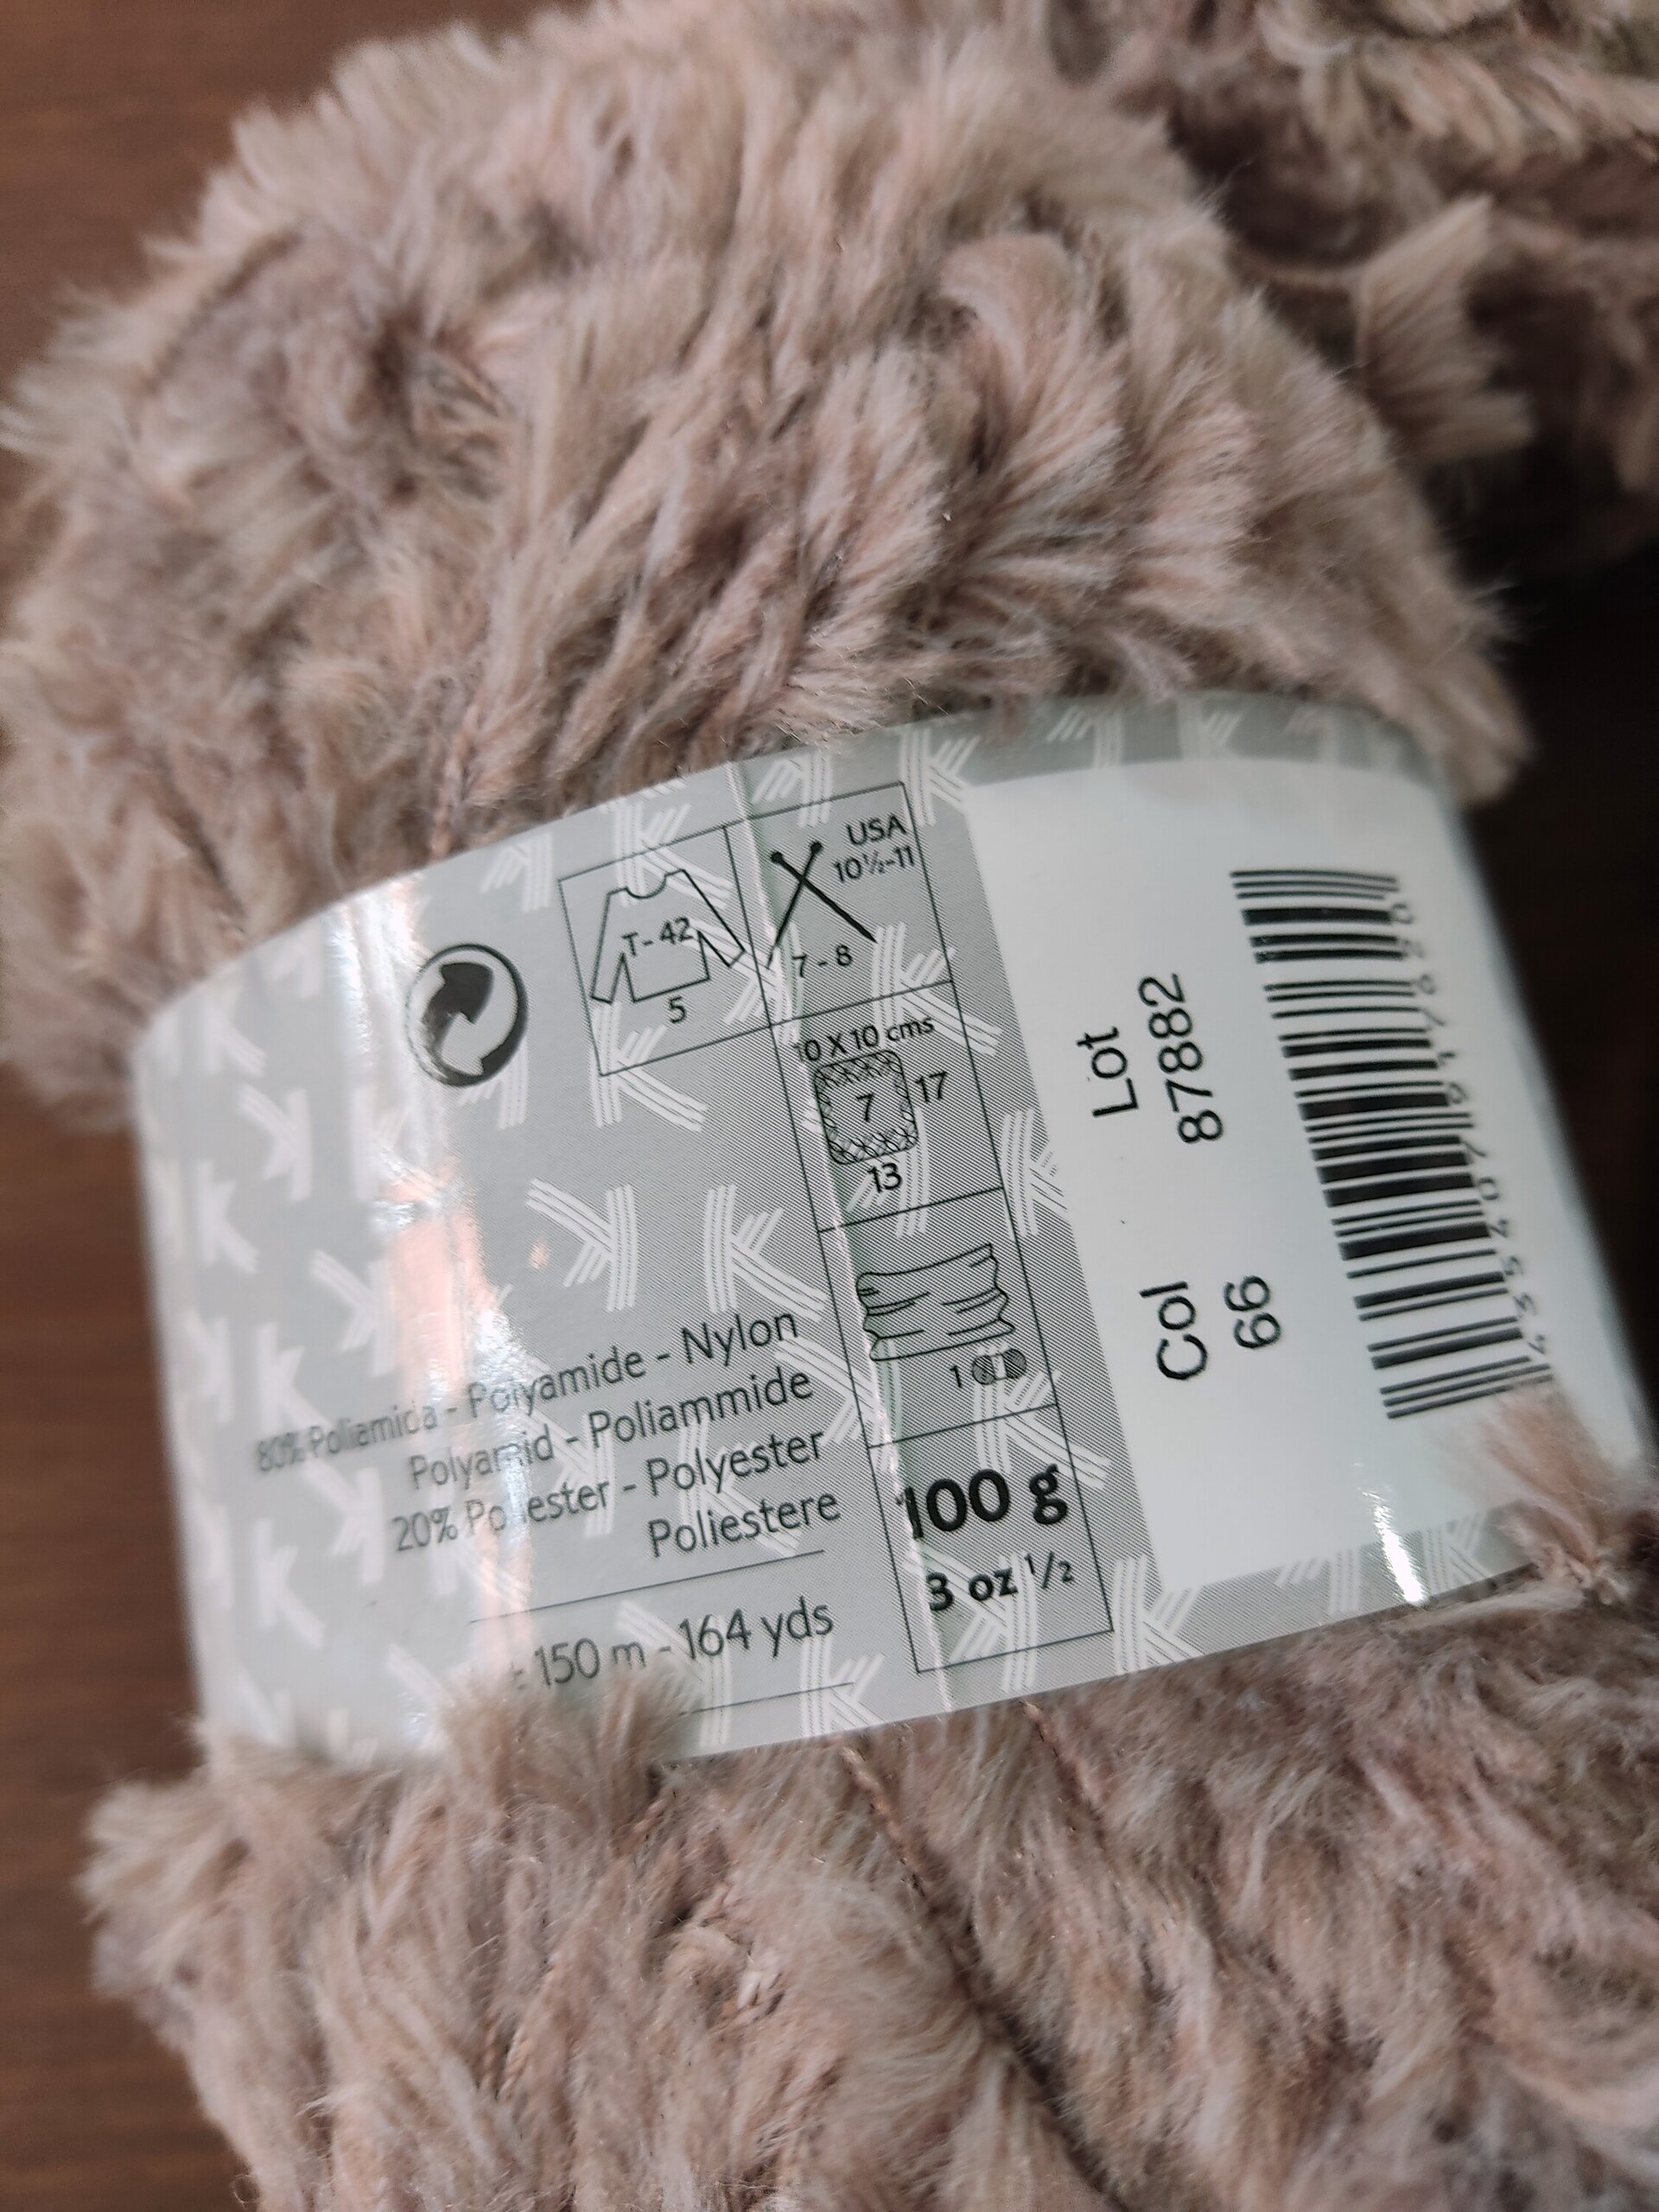 T-42
5
USA
10½-11
7-8
10 X 10 cms
7
17
13
1
100 g
3 oz ½
80% Poliamida - Polyamide - Nylon
Polyamid - Poliammide
20% Poliester - Polyester
Poliestere
± 150 m - 164 yds
Lot
87882
Col
66